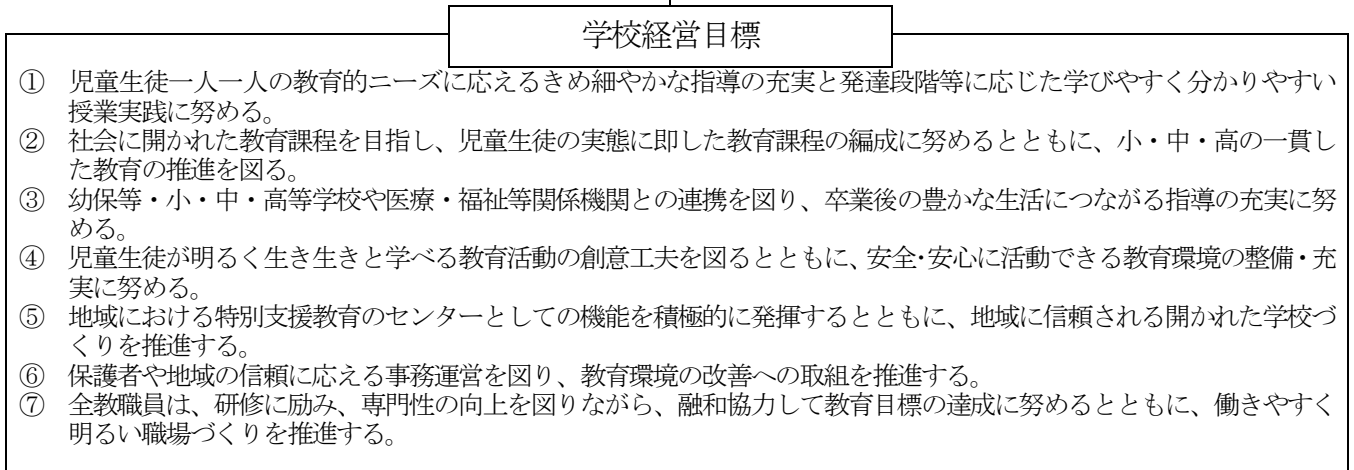 学校経営目標
① 児童生徒一人一人の教育的ニーズに応えるきめ細やかな指導の充実と発達段階等に応じた学びやすく分かりやすい
授業実践に努める。
② 社会に開かれた教育課程を目指し、児童生徒の実態に即した教育課程の編成に努めるとともに、小・中・高の一貫し
た教育の推進を図る。
③ 幼保等・小・中・高等学校や医療・福祉等関係機関との連携を図り、卒業後の豊かな生活につながる指導の充実に努
める。
④ 児童生徒が明るく生き生きと学べる教育活動の創意工夫を図るとともに、安全・安心に活動できる教育環境の整備・充
実に努める。
⑤ 地域における特別支援教育のセンターとしての機能を積極的に発揮するとともに、地域に信頼される開かれた学校づ
くりを推進する。
⑥ 保護者や地域の信頼に応える事務運営を図り、教育環境の改善への取組を推進する。
⑦ 全教職員は、研修に励み、専門性の向上を図りながら、融和協力して教育目標の達成に努めるとともに、働きやすく
明るい職場づくりを推進する。